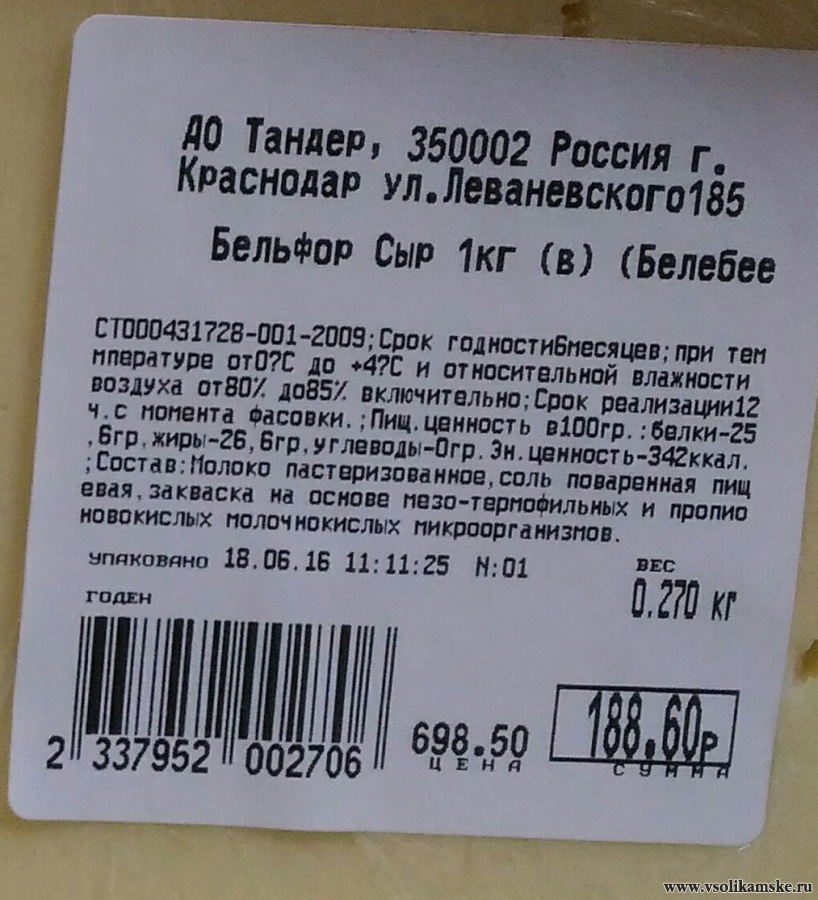 АО Тандер, 350002 Россия г.
Краснодар ул.Леваневского185
Бельфор Сыр 1кг (в) (Белебее
СТ000431728-001-2009;Срок годности6месяцев;при тем
мпературе от0?С до +4?С и относительной влажности
воздуха от80% до85% включительно;Срок реализации12
ч.с момента фасовки.;Пищ.ценность в100гр.:белки-25
,6гр,жиры-26,6гр,углеводы-0гр.Эн.ценность-342ккал.
;Состав:Молоко пастеризованное,соль поваренная пищ
евая,закваска на основе мезо-термофильных и пропио
новокислых молочнокислых микроорганизмов.
УПАКОВАНО 18.06.16 11:11:25 N:01
ВЕС
ГОДЕН
0.270 кг
2 337952 002706
698.50
ЦЕНА
188.60р
СУММА
www.vsolikamske.ru